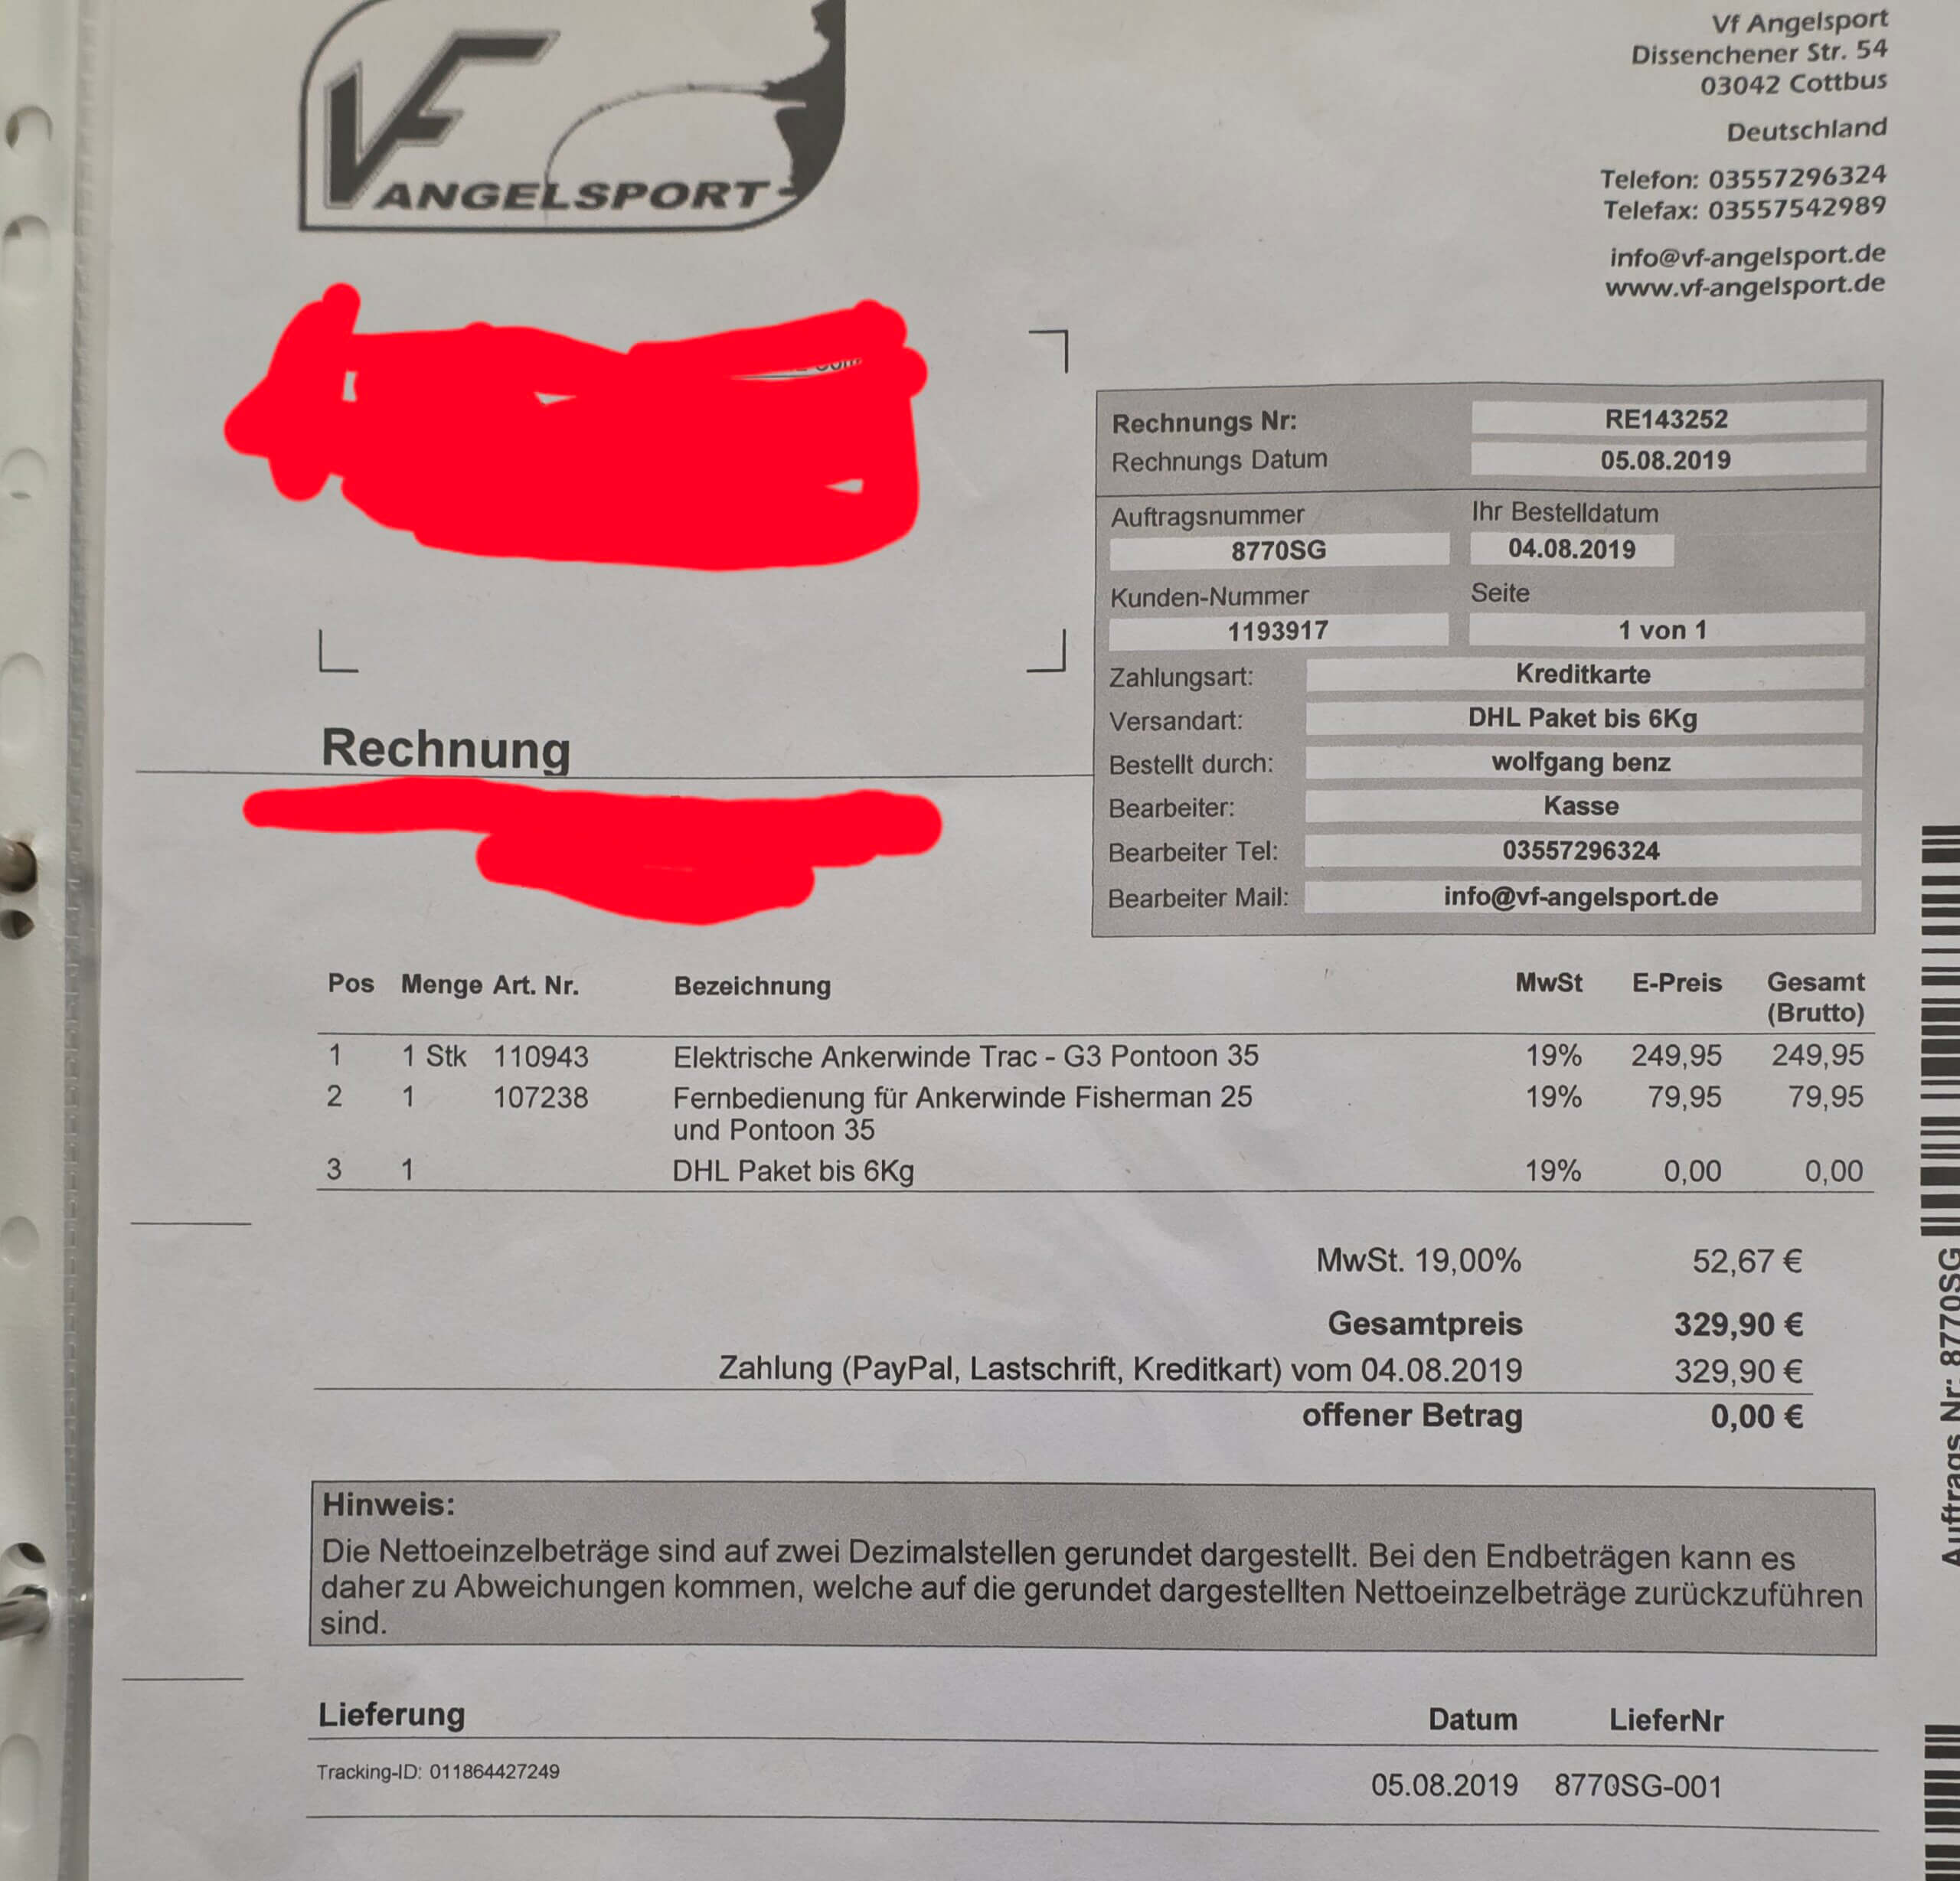 VF
ANGELSPORT
Vf Angelsport
Dissenchener Str. 54
03042 Cottbus
Deutschland
Telefon: 03557296324
Telefax: 03557542989
info@vf-angelsport.de
www.vf-angelsport.de
Rechnungs Nr: RE143252
Rechnungs Datum 05.08.2019
Auftragsnummer Ihr Bestelldatum
8770SG 04.08.2019
Kunden-Nummer Seite
1193917 1 von 1
Zahlungsart: Kreditkarte
Versandart: DHL Paket bis 6Kg
Bestellt durch: wolfgang benz
Bearbeiter: Kasse
Bearbeiter Tel: 03557296324
Bearbeiter Mail: info@vf-angelsport.de
Rechnung
Pos Menge Art. Nr. Bezeichnung MwSt E-Preis Gesamt
(Brutto)
1 1 Stk 110943 Elektrische Ankerwinde Trac - G3 Pontoon 35 19% 249,95 249,95
2 1 107238 Fernbedienung für Ankerwinde Fisherman 25 19% 79,95 79,95
und Pontoon 35
3 1 DHL Paket bis 6Kg 19% 0,00 0,00
MwSt. 19,00% 52,67 €
Gesamtpreis 329,90 €
Zahlung (PayPal, Lastschrift, Kreditkart) vom 04.08.2019 329,90 €
offener Betrag 0,00 €
Hinweis:
Die Nettoeinzelbeträge sind auf zwei Dezimalstellen gerundet dargestellt. Bei den Endbeträgen kann es
daher zu Abweichungen kommen, welche auf die gerundet dargestellten Nettoeinzelbeträge zurückzuführen
sind.
Lieferung Datum LieferNr
Tracking-ID: 011864427249
05.08.2019 8770SG-001
Auftrags Nr: 8770SG